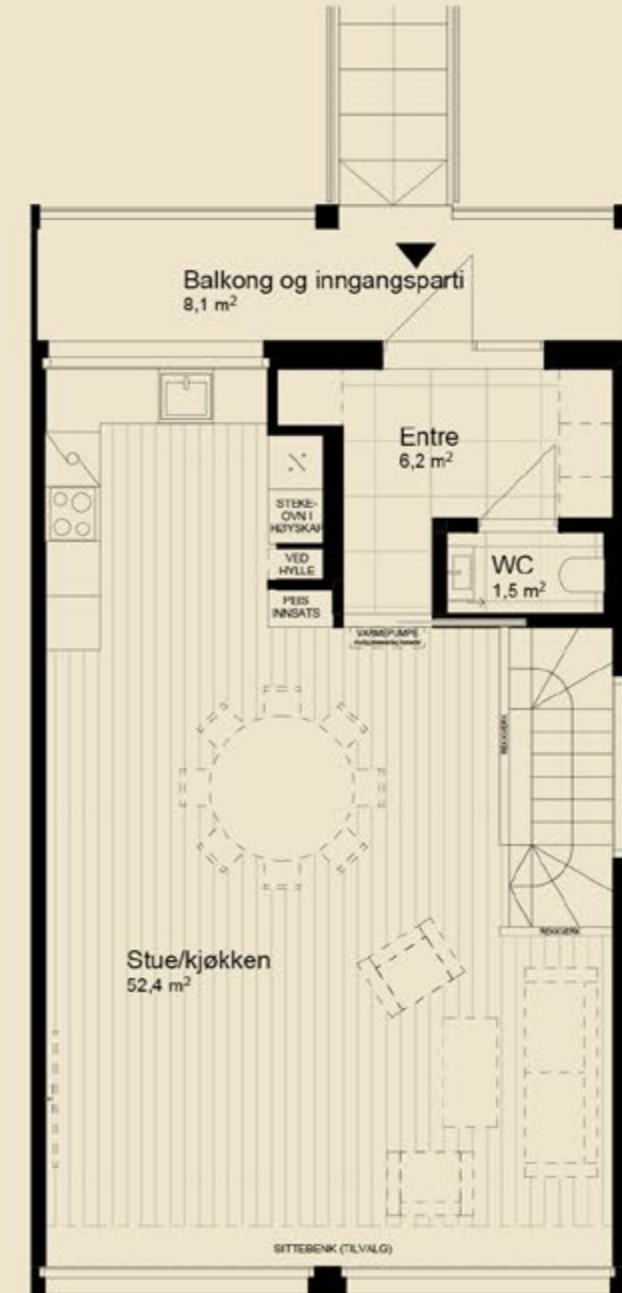 Balkong og inngangsparti
8,1 m²
Entre
6,2 m²
STEKE-
OVN I
HØYSKAP
VED
HYLLE
WC
1,5 m²
PEIS
INNSATS
VARMEPUMPE
REKKVERK
REKKVERK
Stue/kjøkken
52,4 m²
SITTEBENK (TILVALG)